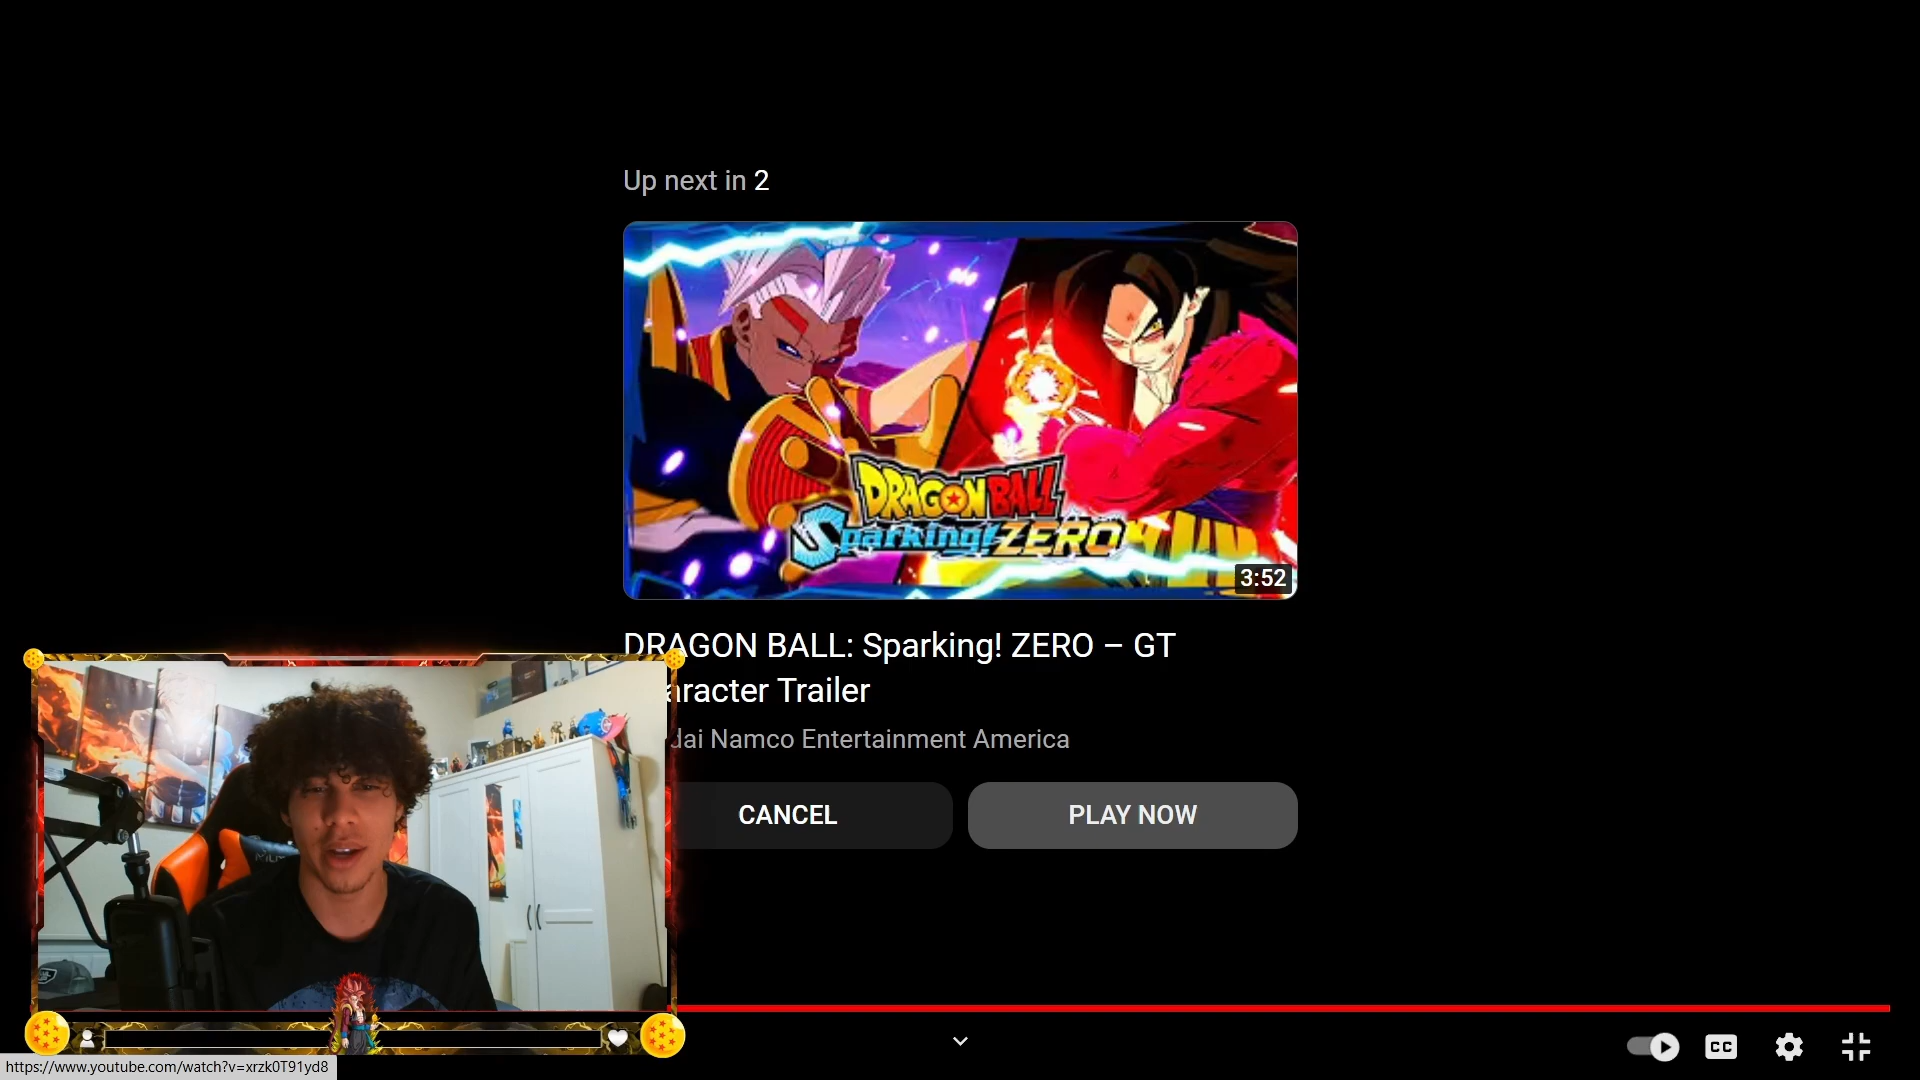 Up next in 2
DRAGON BALL
Sparking! ZERO
3:52
DRAGON BALL: Sparking! ZERO – GT
aracter Trailer
dai Namco Entertainment America
CANCEL
PLAY NOW
CC
https://www.youtube.com/watch?v=xrzk0T91yd8